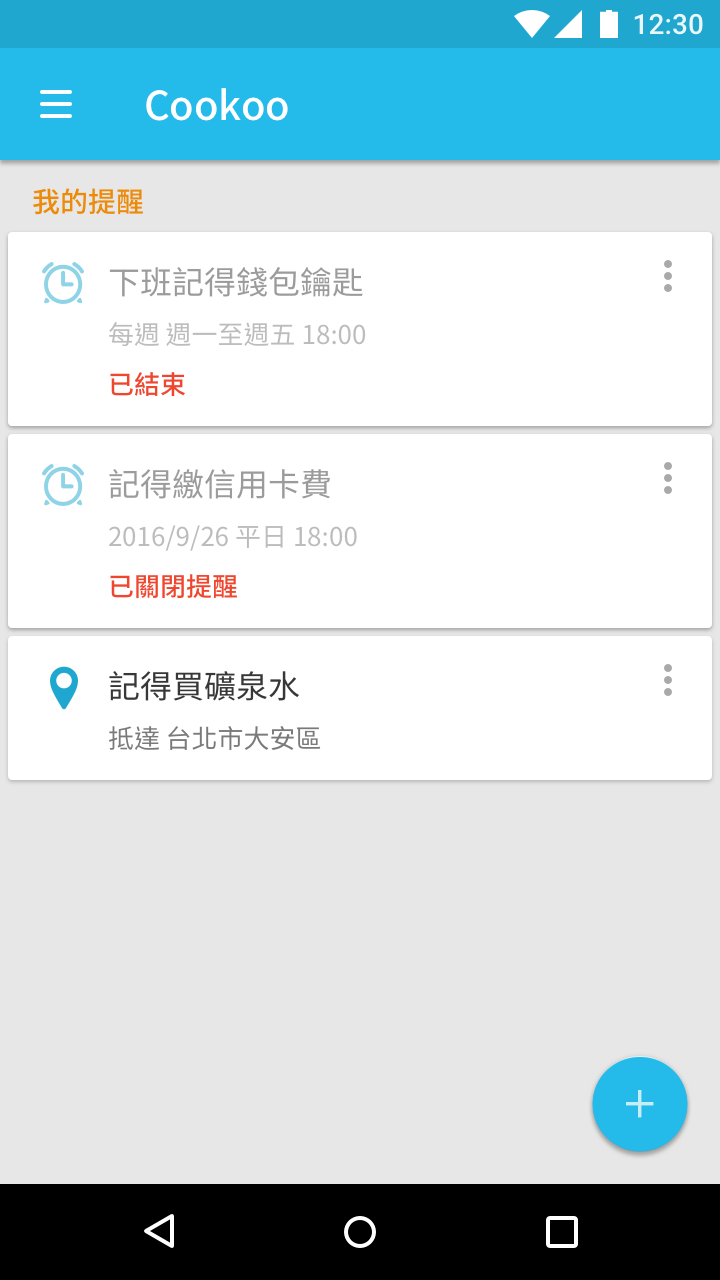 12:30
Cookoo
我的提醒
下班記得錢包鑰匙
每週 週一至週五 18:00
已結束
記得繳信用卡費
2016/9/26 平日 18:00
已關閉提醒
記得買礦泉水
抵達 台北市大安區